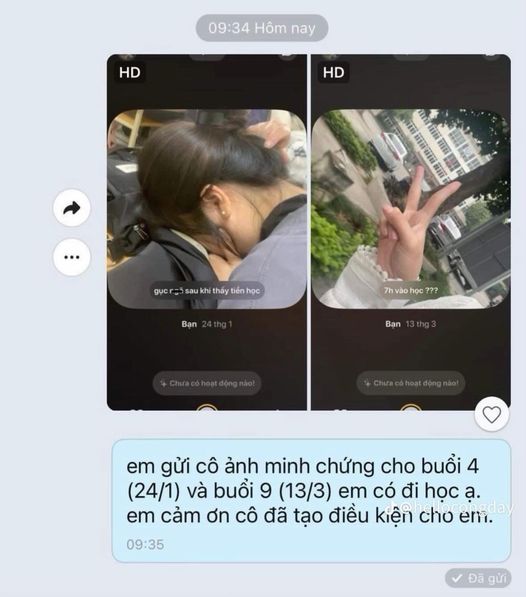 09:34 Hôm nay
HD
HD
gục ngã sau khi thấy tiền học
7h vào học ???
Bạn 24 thg 1
Bạn 13 thg 3
Chưa có hoạt động nào!
Chưa có hoạt động nào!
em gửi cô ảnh minh chứng cho buổi 4
(24/1) và buổi 9 (13/3) em có đi học ạ.
em cảm ơn cô đã tạo điều kiện cho em.
09:35
Đã gửi